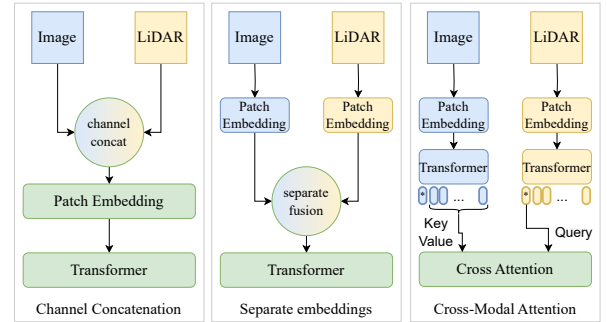 Image
LiDAR
channel
concat
Patch Embedding
Transformer
Channel Concatenation
Image
LiDAR
Patch
Embedding
Patch
Embedding
separate
fusion
Transformer
Separate embeddings
Image
LiDAR
Patch
Embedding
Patch
Embedding
Transformer
Transformer
* ...
* ...
Key
Value
Query
Cross Attention
Cross-Modal Attention